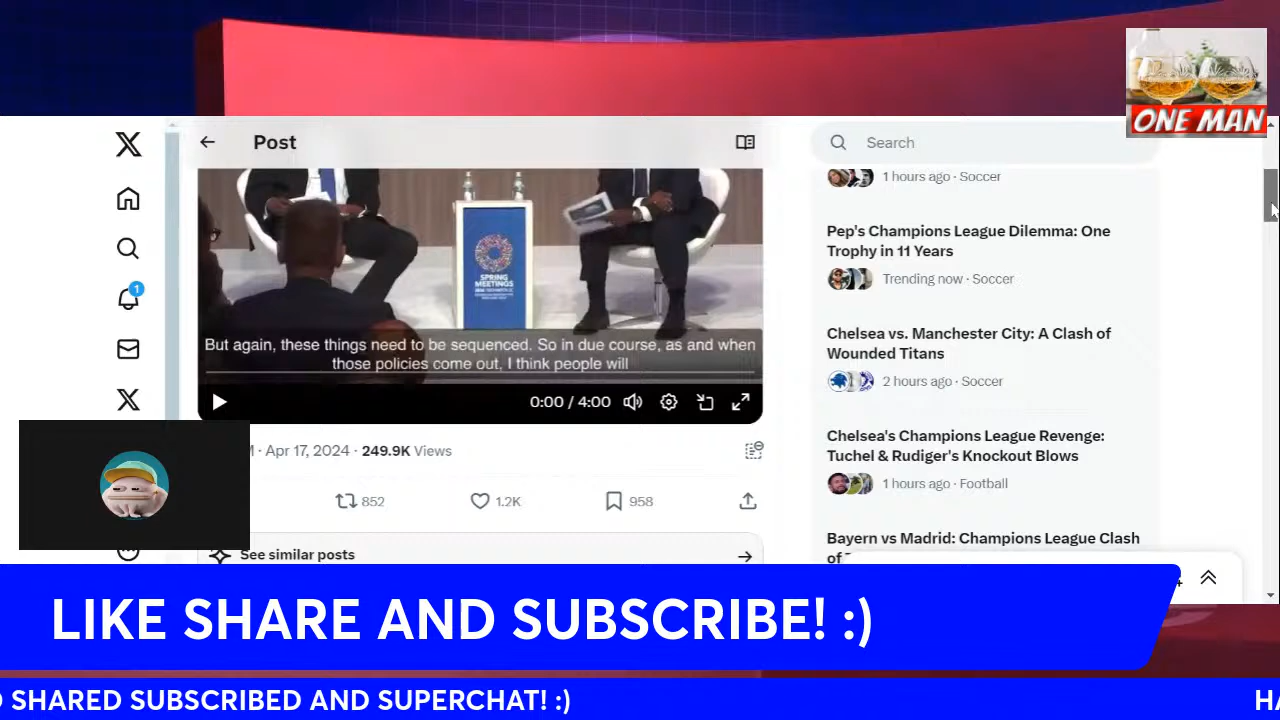 ONE MAN
Post
Search
1 hours ago · Soccer
Pep's Champions League Dilemma: One
Trophy in 11 Years
Trending now · Soccer
SPRING
MEETINGS
But again, these things need to be sequenced. So in due course, as and when
those policies come out, I think people will
Chelsea vs. Manchester City: A Clash of
Wounded Titans
2 hours ago · Soccer
0:00 / 4:00
Chelsea's Champions League Revenge:
Tuchel & Rudiger's Knockout Blows
1 hours ago · Football
· Apr 17, 2024 · 249.9K Views
852
1.2K
958
Bayern vs Madrid: Champions League Clash
of
See similar posts
LIKE SHARE AND SUBSCRIBE! :)
SHARED SUBSCRIBED AND SUPERCHAT! :)
1